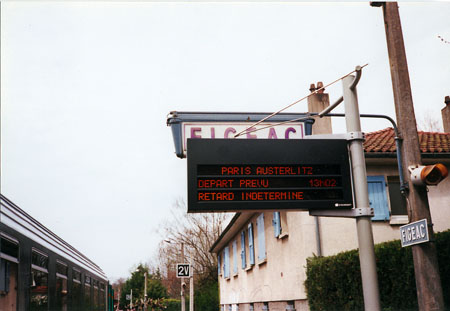 FIGEAC
PARIS AUSTERLITZ
DEPART PREVU 13H02
RETARD INDETERMINE
FIGEAC
2V